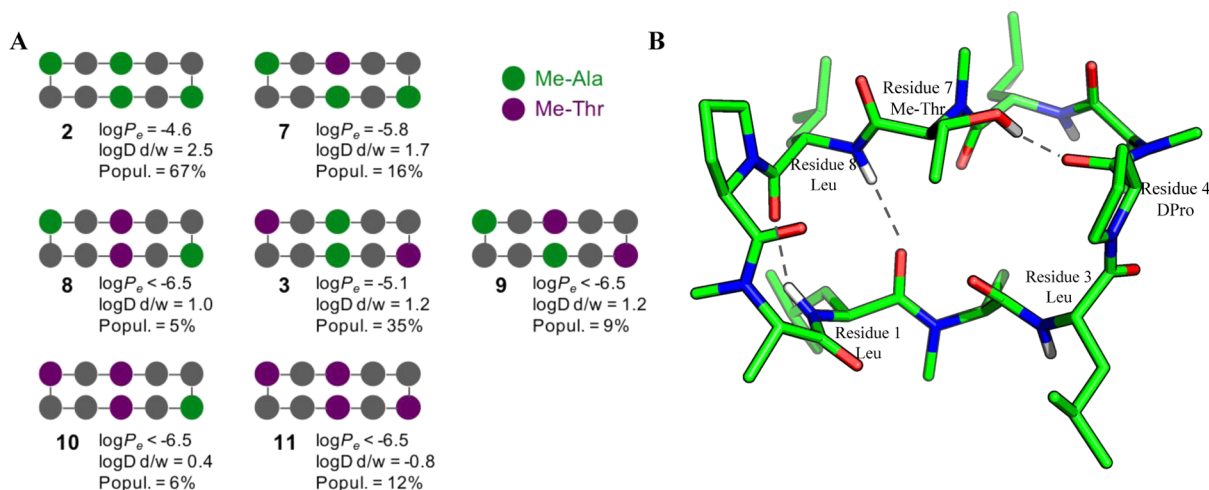 A
B
Me-Ala
Me-Thr
2
logPe = -4.6
logD d/w = 2.5
Popul. = 67%
7
logPe = -5.8
logD d/w = 1.7
Popul. = 16%
8
logPe < -6.5
logD d/w = 1.0
Popul. = 5%
3
logPe = -5.1
logD d/w = 1.2
Popul. = 35%
9
logPe < -6.5
logD d/w = 1.2
Popul. = 9%
10
logPe < -6.5
logD d/w = 0.4
Popul. = 6%
11
logPe < -6.5
logD d/w = -0.8
Popul. = 12%
Residue 7
Me-Thr
Residue 8
Leu
Residue 4
DPro
Residue 3
Leu
Residue 1
Leu